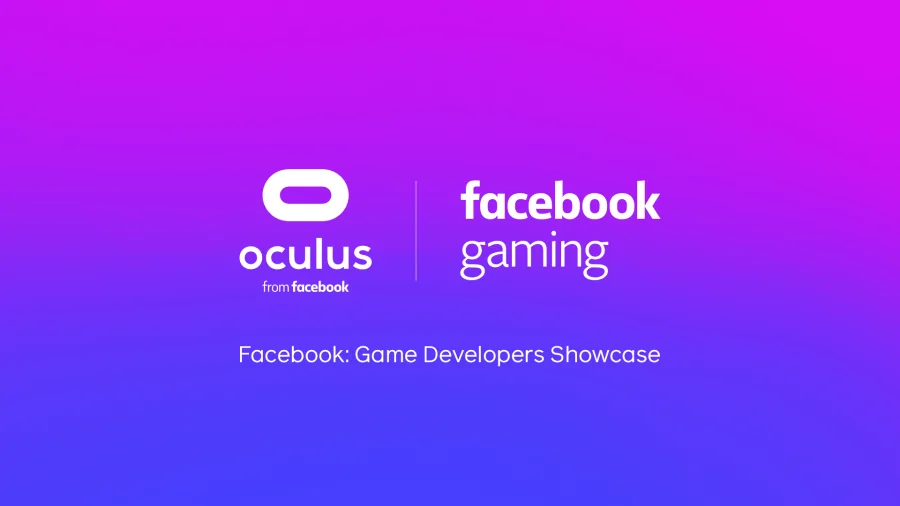 oculus
from facebook
facebook
gaming
Facebook: Game Developers Showcase